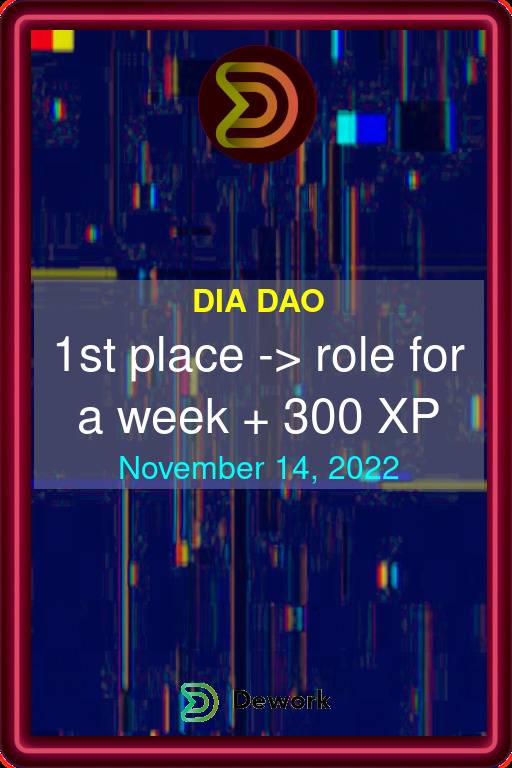 DIA DAO
1st place -> role for
a week + 300 XP
November 14, 2022
Dework